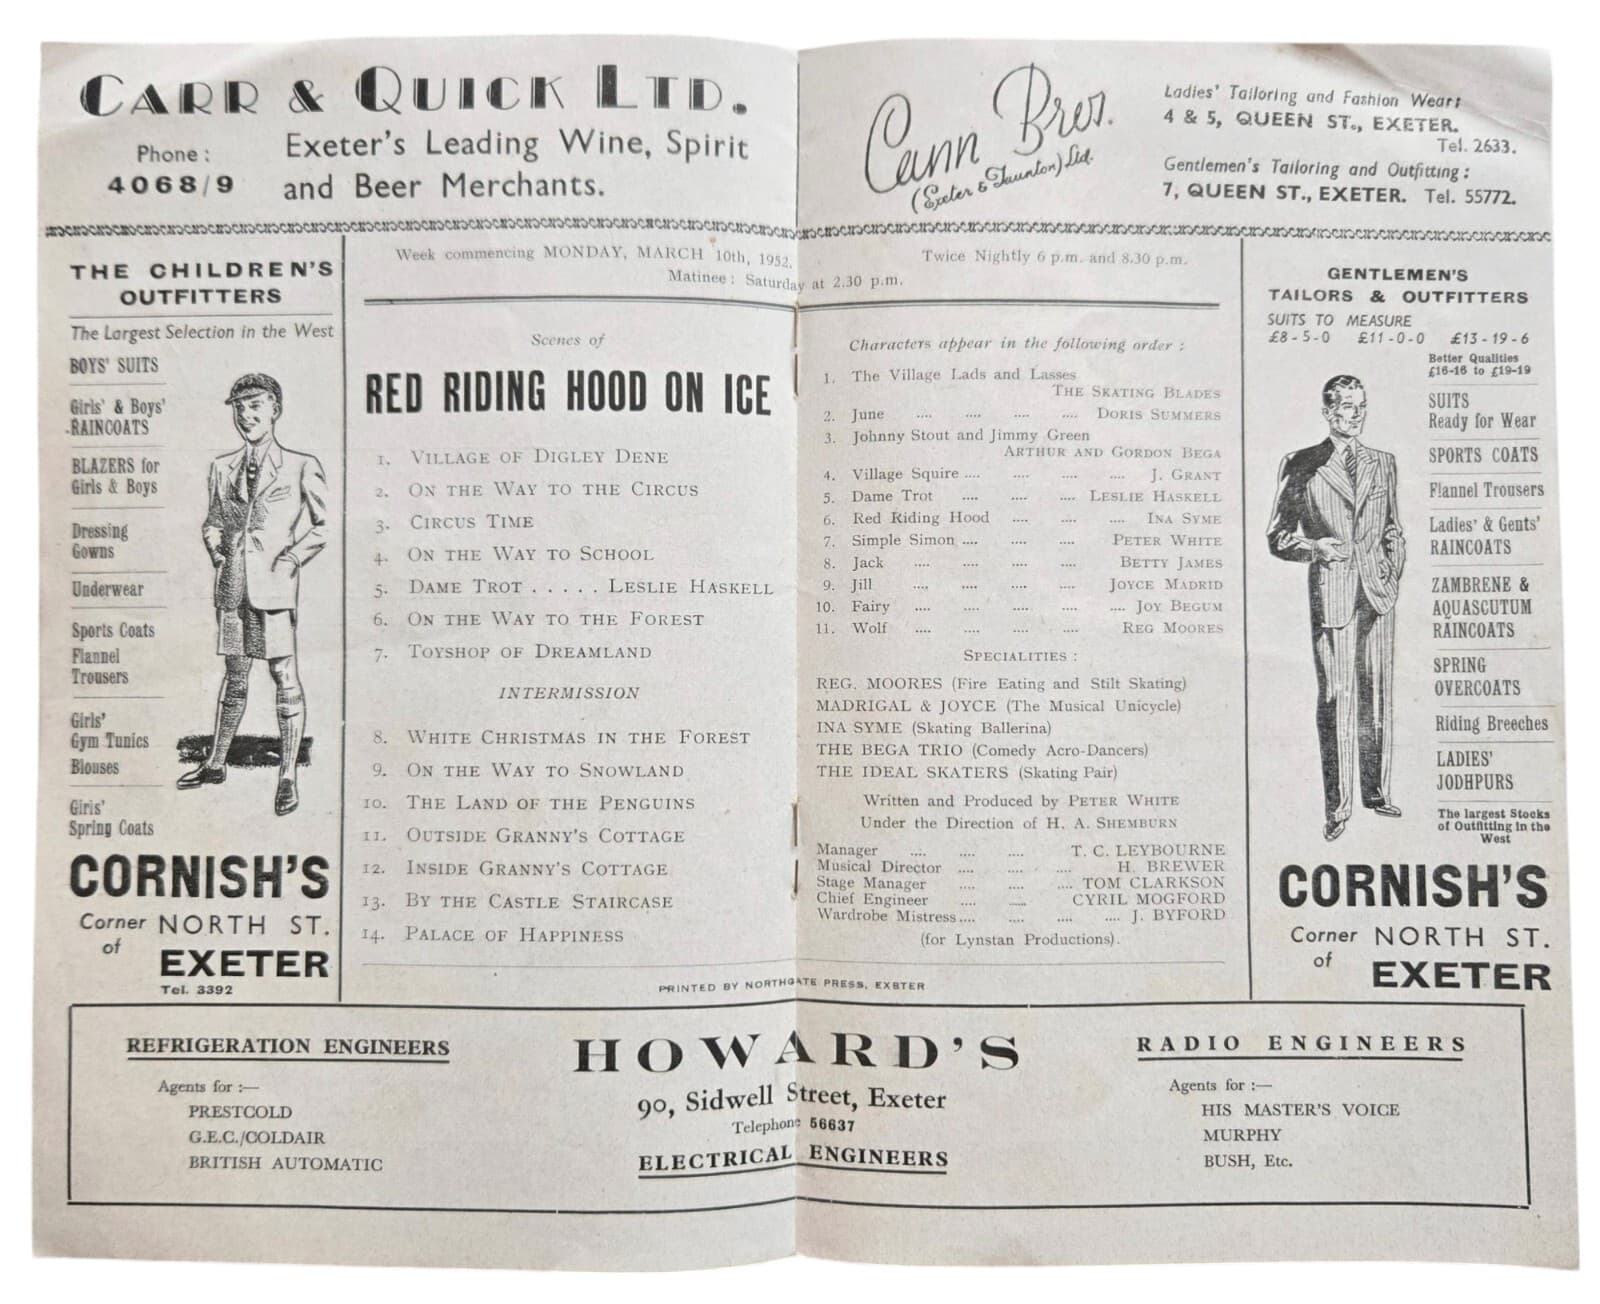 CARR & QUICK LTD.
Phone :
4068/9
Exeter's Leading Wine, Spirit
and Beer Merchants.
Cann Bros.
(Exeter & Taunton) Ltd.
Ladies' Tailoring and Fashion Wear:
4 & 5, QUEEN ST., EXETER.
Tel. 2633.
Gentlemen's Tailoring and Outfitting :
7, QUEEN ST., EXETER. Tel. 55772.
THE CHILDREN'S
OUTFITTERS
The Largest Selection in the West
BOYS' SUITS
Girls' & Boys'
RAINCOATS
BLAZERS for
Girls & Boys
Dressing
Gowns
Underwear
Sports Coats
Flannel
Trousers
Girls'
Gym Tunics
Blouses
Girls'
Spring Coats
CORNISH'S
Corner NORTH ST.
of
EXETER
Tel. 3392
Week commencing MONDAY, MARCH 10th, 1952.
Twice Nightly 6 p.m. and 8.30 p.m.
Matinee : Saturday at 2.30 p.m.
Scenes of
RED RIDING HOOD ON ICE
1. VILLAGE OF DIGLEY DENE
2. ON THE WAY TO THE CIRCUS
3. CIRCUS TIME
4. ON THE WAY TO SCHOOL
5. DAME TROT . . . . . LESLIE HASKELL
6. ON THE WAY TO THE FOREST
7. TOYSHOP OF DREAMLAND
INTERMISSION
8. WHITE CHRISTMAS IN THE FOREST
9. ON THE WAY TO SNOWLAND
10. THE LAND OF THE PENGUINS
11. OUTSIDE GRANNY'S COTTAGE
12. INSIDE GRANNY'S COTTAGE
13. BY THE CASTLE STAIRCASE
14. PALACE OF HAPPINESS
Characters appear in the following order :
1. The Village Lads and Lasses
THE SKATING BLADES
2. June .... .... .... .... DORIS SUMMERS
3. Johnny Stout and Jimmy Green
ARTHUR AND GORDON BEGA
4. Village Squire .... .... .... .... J. GRANT
5. Dame Trot .... .... .... LESLIE HASKELL
6. Red Riding Hood .... .... .... INA SYME
7. Simple Simon .... .... .... PETER WHITE
8. Jack .... .... .... .... BETTY JAMES
9. Jill .... .... .... .... JOYCE MADRID
10. Fairy .... .... .... .... .... JOY BEGUM
11. Wolf .... .... .... .... REG MOORES
SPECIALITIES :
REG. MOORES (Fire Eating and Stilt Skating)
MADRIGAL & JOYCE (The Musical Unicycle)
INA SYME (Skating Ballerina)
THE BEGA TRIO (Comedy Acro-Dancers)
THE IDEAL SKATERS (Skating Pair)
Written and Produced by PETER WHITE
Under the Direction of H. A. SHEMBURN
Manager .... .... .... T. C. LEYBOURNE
Musical Director .... .... .... H. BREWER
Stage Manager .... .... .... TOM CLARKSON
Chief Engineer .... .... CYRIL MOGFORD
Wardrobe Mistress .... .... .... .... J. BYFORD
(for Lynstan Productions).
PRINTED BY NORTHGATE PRESS, EXETER
GENTLEMEN'S
TAILORS & OUTFITTERS
SUITS TO MEASURE
£8-5-0 £11-0-0 £13-19-6
Better Qualities
£16-16 to £19-19
SUITS
Ready for Wear
SPORTS COATS
Flannel Trousers
Ladies' & Gents'
RAINCOATS
ZAMBRENE &
AQUASCUTUM
RAINCOATS
SPRING
OVERCOATS
Riding Breeches
LADIES'
JODHPURS
The largest Stocks
of Outfitting in the
West
CORNISH'S
Corner NORTH ST.
of
EXETER
REFRIGERATION ENGINEERS
Agents for :—
PRESTCOLD
G.E.C./COLDAIR
BRITISH AUTOMATIC
HOWARD'S
90, Sidwell Street, Exeter
Telephone 56637
ELECTRICAL ENGINEERS
RADIO ENGINEERS
Agents for :—
HIS MASTER'S VOICE
MURPHY
BUSH, Etc.